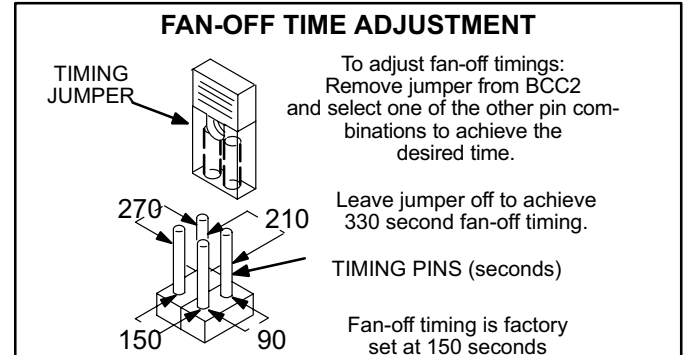 FAN-OFF TIME ADJUSTMENT
TIMING
JUMPER
To adjust fan-off timings:
Remove jumper from BCC2
and select one of the other pin com-
binations to achieve the
desired time.
270
210
Leave jumper off to achieve
330 second fan-off timing.
TIMING PINS (seconds)
150
90
Fan-off timing is factory
set at 150 seconds